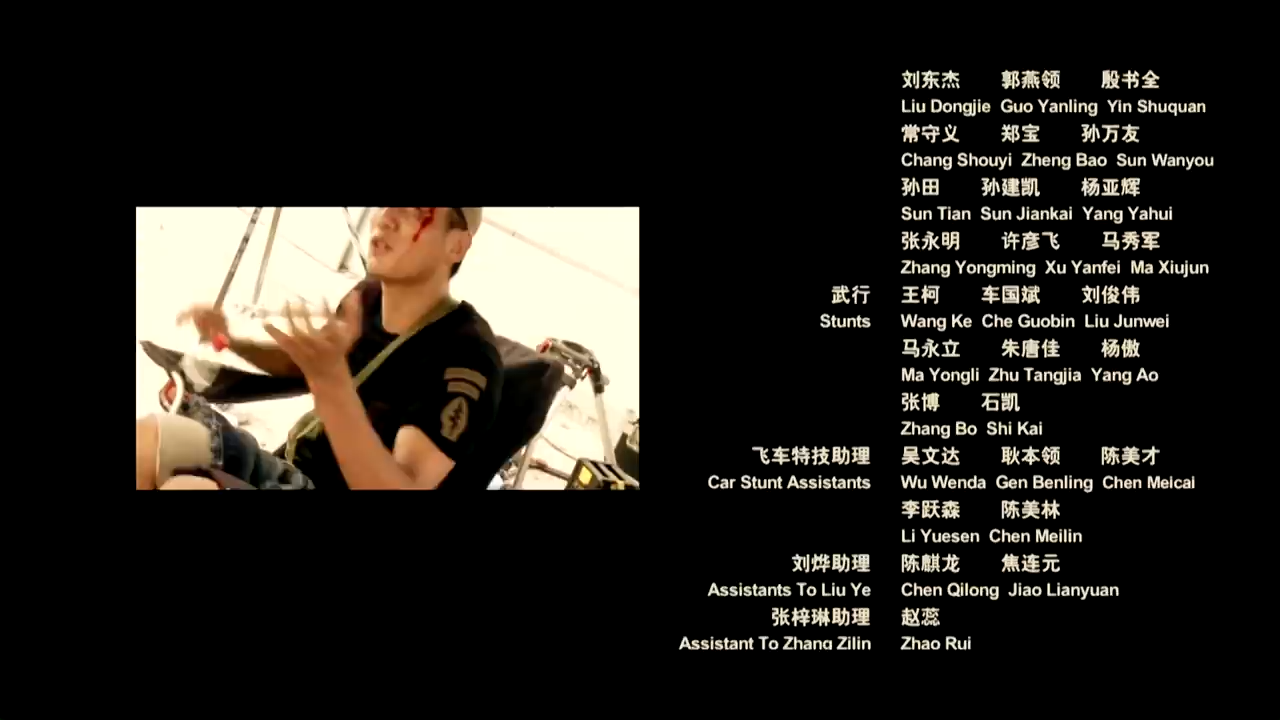 刘东杰 郭燕领 殷书全
Liu Dongjie Guo Yanling Yin Shuquan
常守义 郑宝 孙万友
Chang Shouyi Zheng Bao Sun Wanyou
孙田 孙建凯 杨亚辉
Sun Tian Sun Jiankai Yang Yahui
张永明 许彦飞 马秀军
Zhang Yongming Xu Yanfei Ma Xiujun
武行 王柯 车国斌 刘俊伟
Stunts Wang Ke Che Guobin Liu Junwei
马永立 朱唐佳 杨傲
Ma Yongli Zhu Tangjia Yang Ao
张博 石凯
Zhang Bo Shi Kai
飞车特技助理 吴文达 耿本领 陈美才
Car Stunt Assistants Wu Wenda Gen Benling Chen Meicai
李跃森 陈美林
Li Yuesen Chen Meilin
刘烨助理 陈麒龙 焦连元
Assistants To Liu Ye Chen Qilong Jiao Lianyuan
张梓琳助理 赵蕊
Assistant To Zhang Zilin Zhao Rui